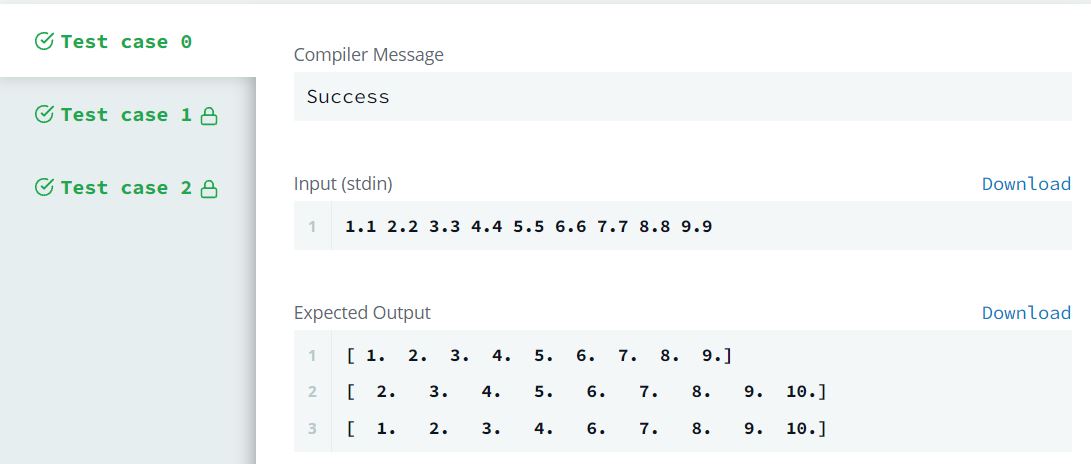 Test case 0
Test case 1
Test case 2
Compiler Message
Success
Input (stdin)
Download
1 1.1 2.2 3.3 4.4 5.5 6.6 7.7 8.8 9.9
Expected Output
Download
1 [ 1.  2.  3.  4.  5.  6.  7.  8.  9.]
2 [  2.   3.   4.   5.   6.   7.   8.   9.  10.]
3 [  1.   2.   3.   4.   6.   7.   8.   9.  10.]